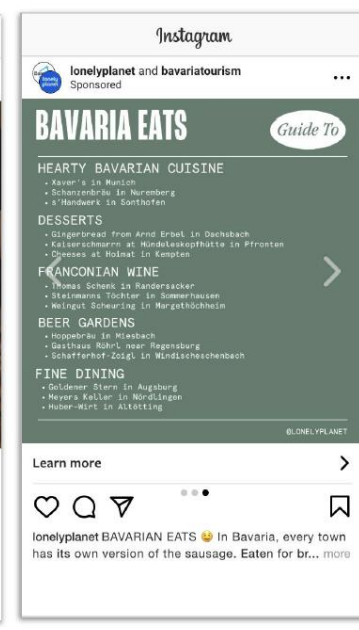 Instagram
lonelyplanet and bavariatourism
Sponsored
BAVARIA EATS
Guide To
HEARTY BAVARIAN CUISINE
• Xaver's in Munich
• Schanzenbräu in Nuremberg
• s'Handwerk in Sonthofen
DESSERTS
• Gingerbread from Arnd Erbel in Dachsbach
• Kaiserschmarrn at Hündeleskopfhütte in Pfronten
• Cheeses at Hoimat in Kempten
FRANCONIAN WINE
• Thomas Schenk in Randersacker
• Steinmanns Töchter in Sommerhausen
• Weingut Scheuring in Margetöchheim
BEER GARDENS
• Hoppebräu in Miesbach
• Gasthaus Röhrl near Regensburg
• Schafferhof-Zoigl in Windischeschenbach
FINE DINING
• Goldener Stern in Augsburg
• Meyers Keller in Nördlingen
• Huber-Wirt in Altötting
@LONELYPLANET
Learn more
lonelyplanet BAVARIAN EATS 😋 In Bavaria, every town
has its own version of the sausage. Eaten for br... more